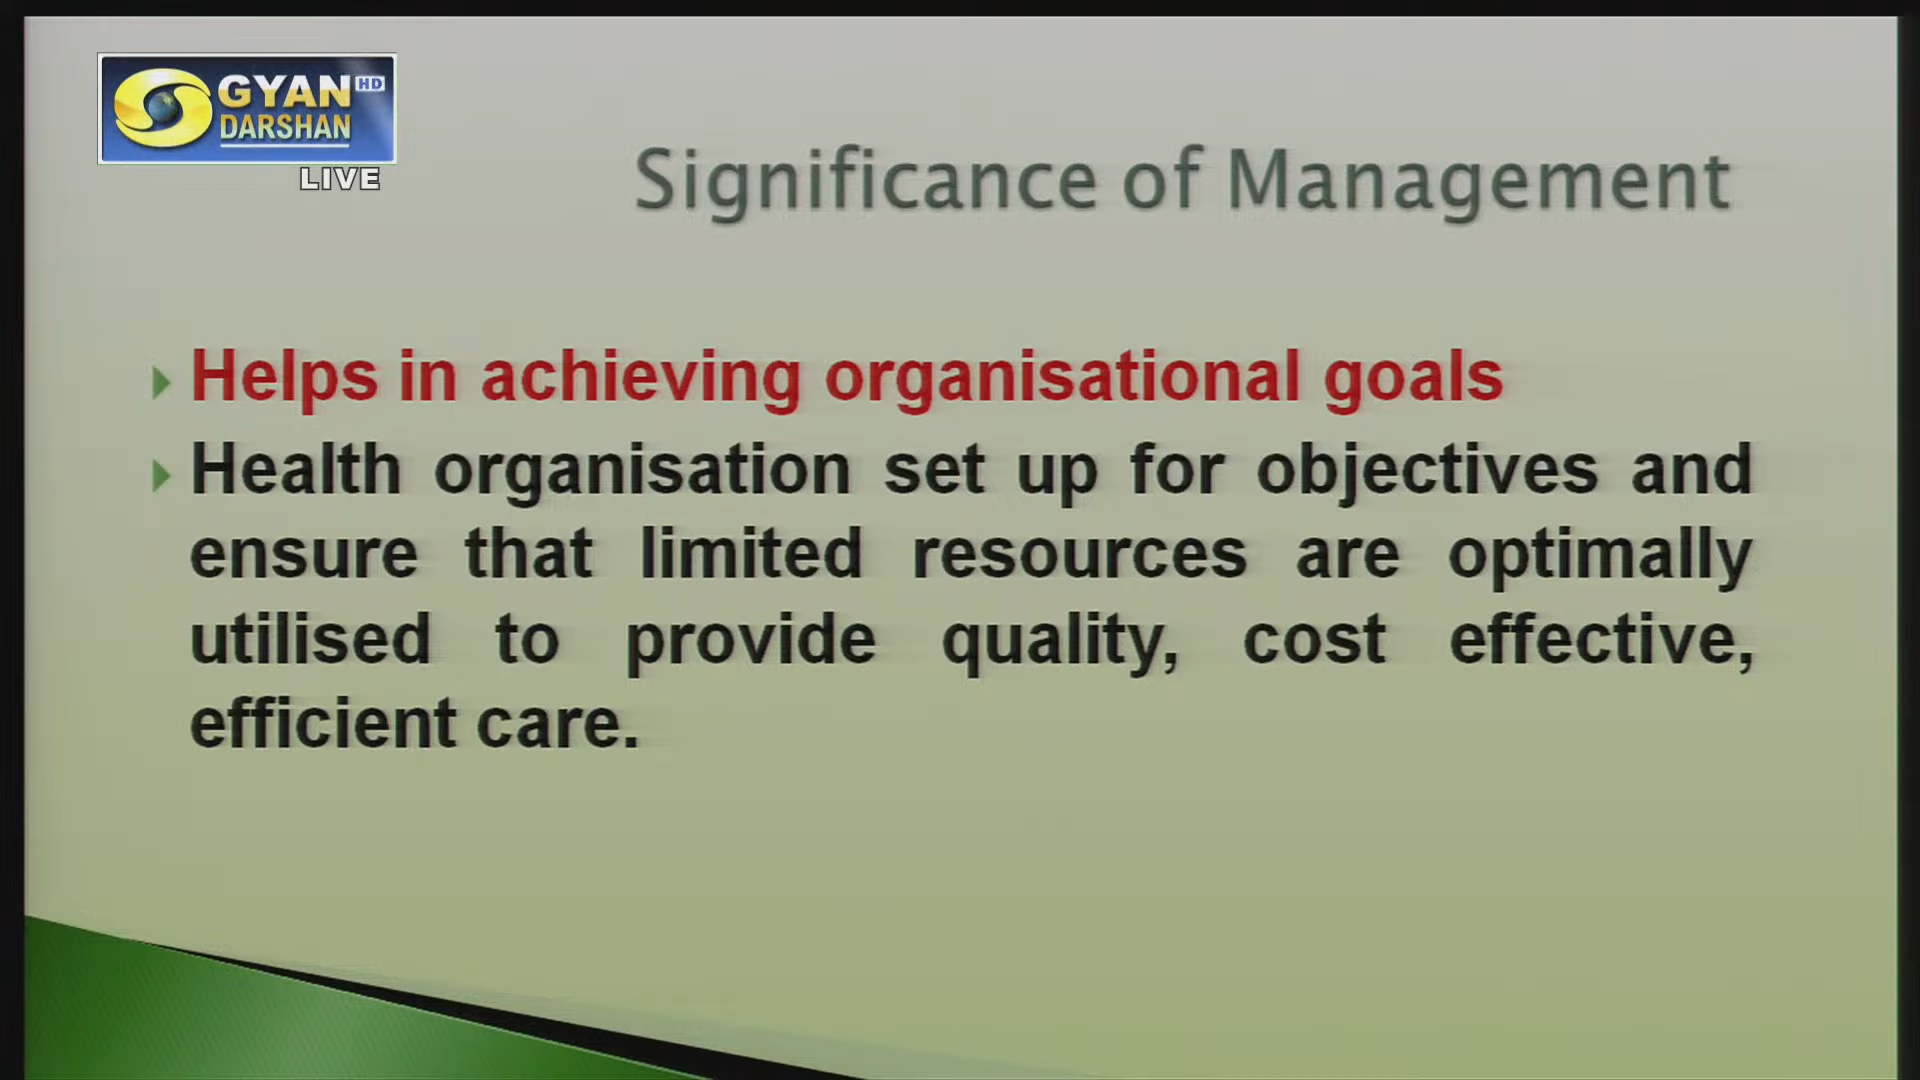 GYAN HD
DARSHAN
LIVE
Significance of Management
Helps in achieving organisational goals
Health organisation set up for objectives and
ensure that limited resources are optimally
utilised to provide quality, cost effective,
efficient care.